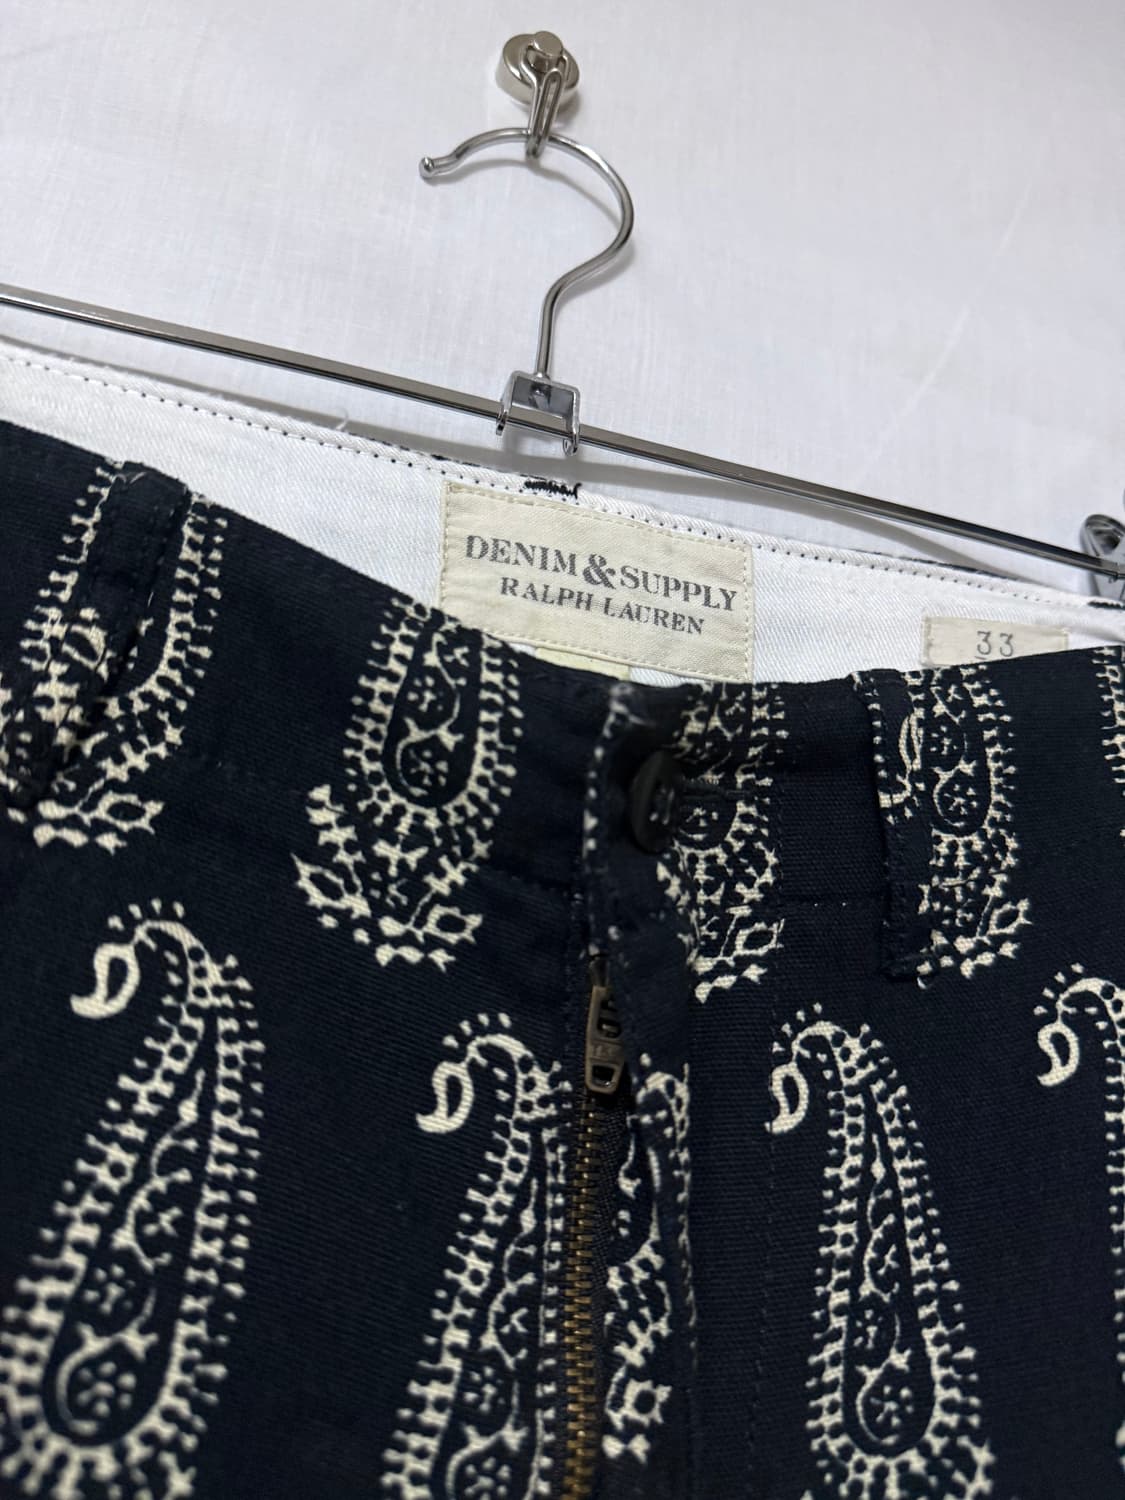 DENIM & SUPPLY
RALPH LAUREN
33